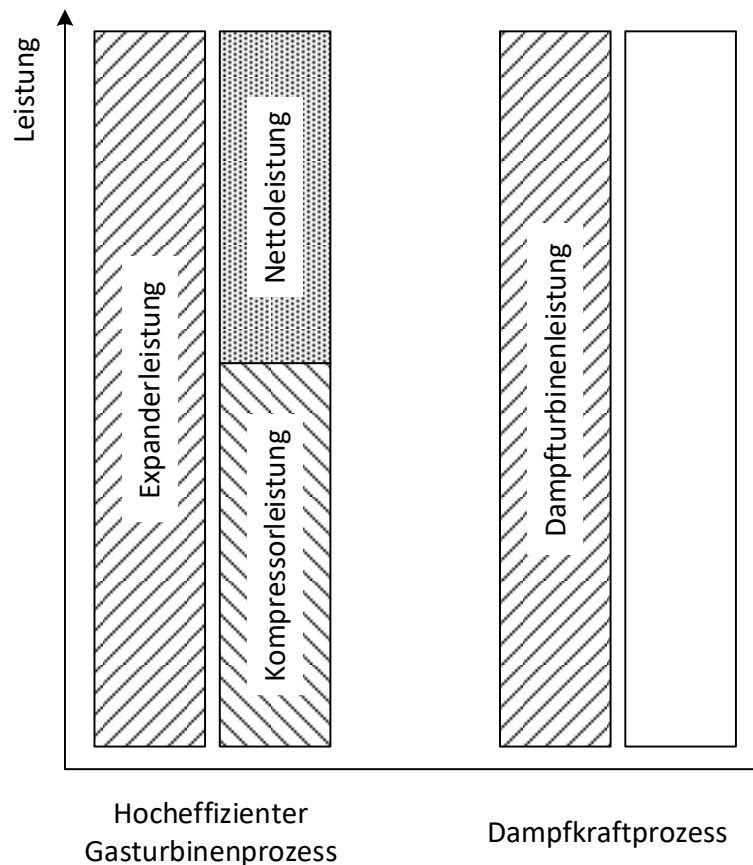 Leistung
Expanderleistung
Nettoleistung
Kompressorleistung
Dampfturbinenleistung
Hocheffizienter
Gasturbinenprozess
Dampfkraftprozess